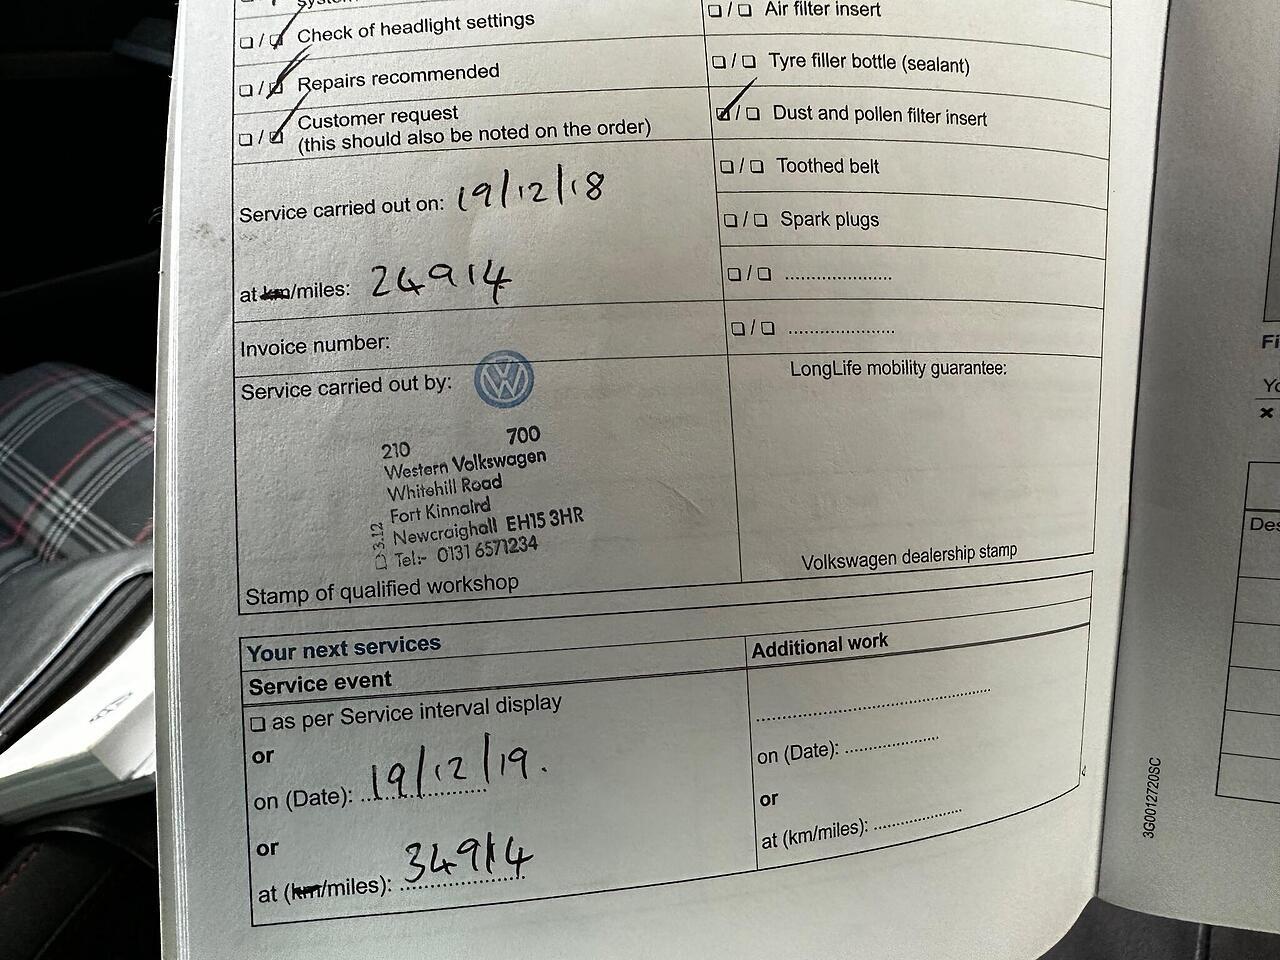 ❏ / ❏ Check of headlight settings
❏ / ❏ Repairs recommended
❏ / ❏ Customer request
(this should also be noted on the order)
Service carried out on: 19/12/18
at km/miles: 24914
Invoice number:
Service carried out by:
210 700
Western Volkswagen
Whitehill Road
Fort Kinnaird
Newcraighall EH15 3HR
Tel:- 0131 6571234
Stamp of qualified workshop
❏ / ❏ Air filter insert
❏ / ❏ Tyre filler bottle (sealant)
❏ / ❏ Dust and pollen filter insert
❏ / ❏ Toothed belt
❏ / ❏ Spark plugs
❏ / ❏ .....................
❏ / ❏ .....................
LongLife mobility guarantee:
Volkswagen dealership stamp
Your next services
Service event
❏ as per Service interval display
or
on (Date): 19/12/19.
or
at (km/miles): 34914
Additional work
on (Date): ..................
or
at (km/miles): .................
3G0012720SC